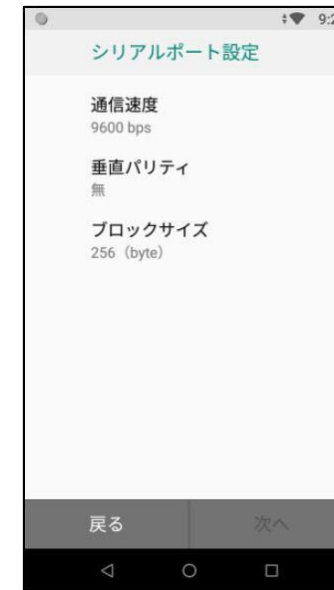 シリアルポート設定
通信速度
9600 bps
垂直パリティ
無
ブロックサイズ
256（byte）
戻る
次へ